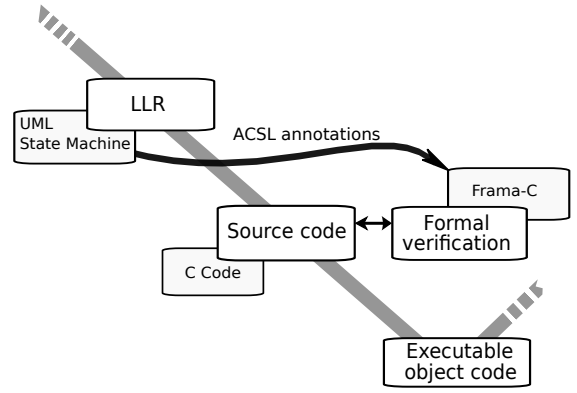 LLR
UML
State Machine
ACSL annotations
Frama-C
Source code
Formal
verification
C Code
Executable
object code